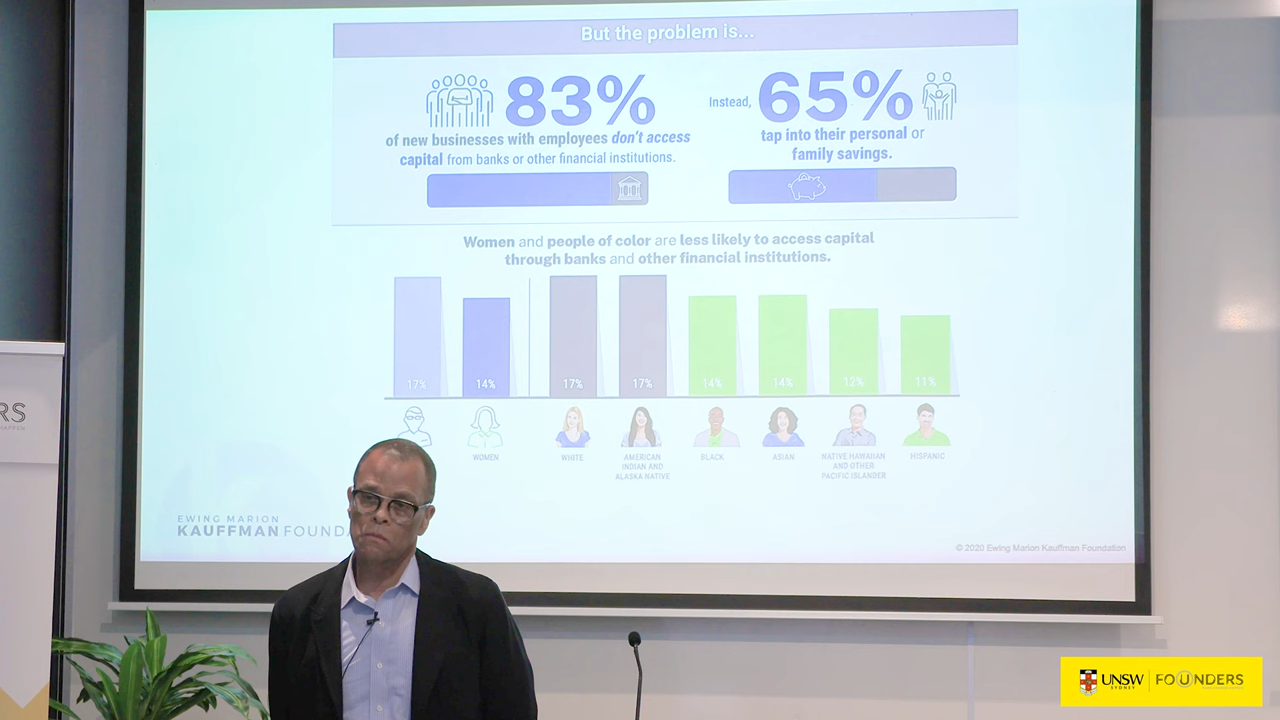 But the problem is...
83%
of new businesses with employees don't access
capital from banks or other financial institutions.
Instead, 65%
tap into their personal or
family savings.
Women and people of color are less likely to access capital
through banks and other financial institutions.
17%
14%
17%
17%
14%
14%
12%
11%
WOMEN
WHITE
AMERICAN
INDIAN AND
ALASKA NATIVE
BLACK
ASIAN
NATIVE HAWAIIAN
AND OTHER
PACIFIC ISLANDER
HISPANIC
EWING MARION
KAUFFMAN FOUNDA
© 2020 Ewing Marion Kauffman Foundation
RS
HAPPEN
UNSW
SYDNEY
FOUNDERS